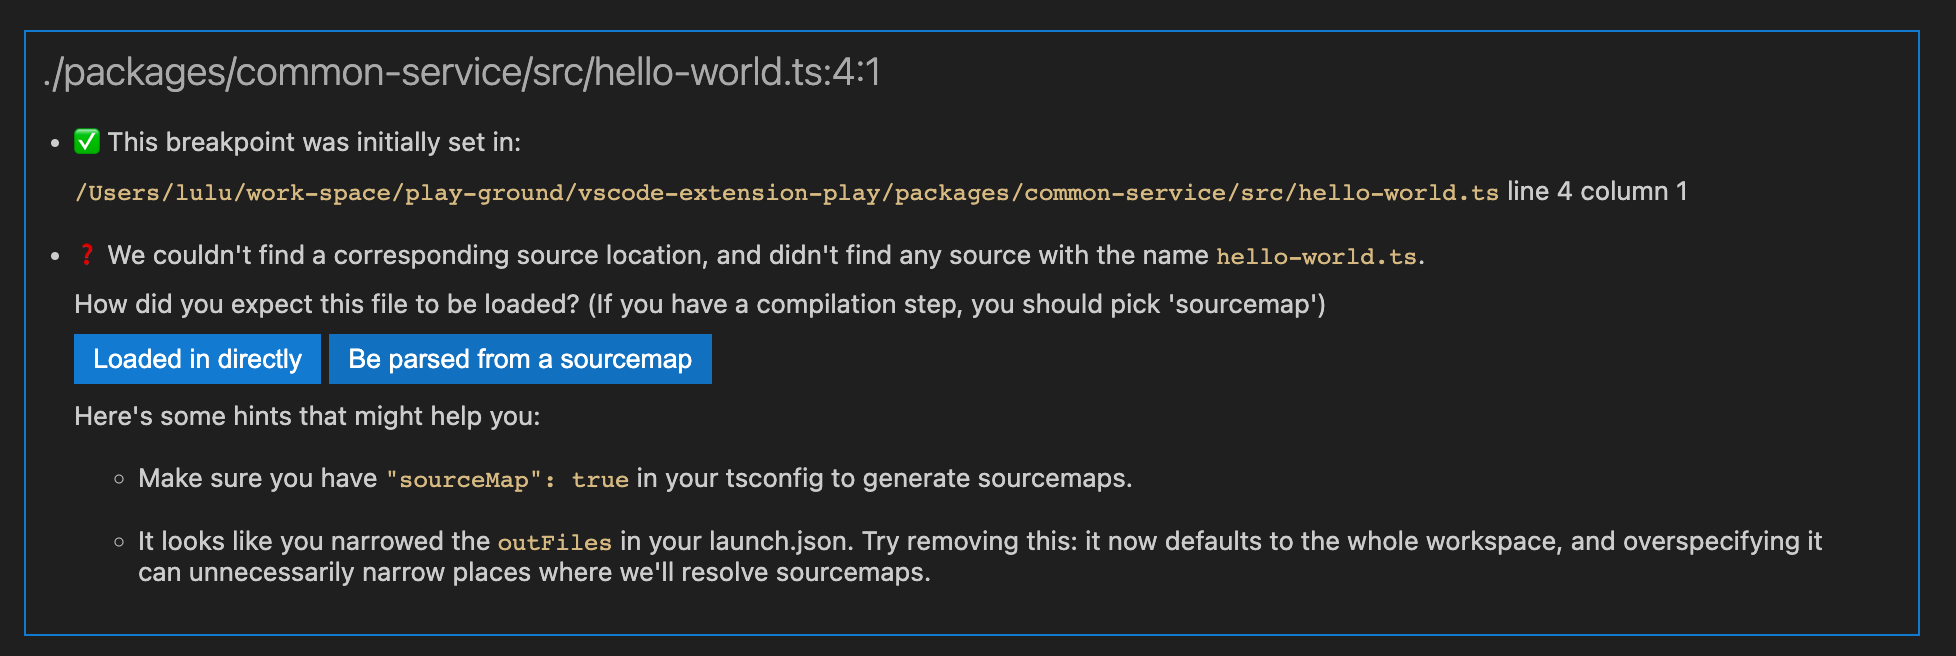 ./packages/common-service/src/hello-world.ts:4:1
• ✅ This breakpoint was initially set in:
/Users/lulu/work-space/play-ground/vscode-extension-play/packages/common-service/src/hello-world.ts line 4 column 1
• ❓ We couldn't find a corresponding source location, and didn't find any source with the name hello-world.ts.
How did you expect this file to be loaded? (If you have a compilation step, you should pick 'sourcemap')
Loaded in directly Be parsed from a sourcemap
Here's some hints that might help you:
◦ Make sure you have "sourceMap": true in your tsconfig to generate sourcemaps.
◦ It looks like you narrowed the outFiles in your launch.json. Try removing this: it now defaults to the whole workspace, and overspecifying it
can unnecessarily narrow places where we'll resolve sourcemaps.